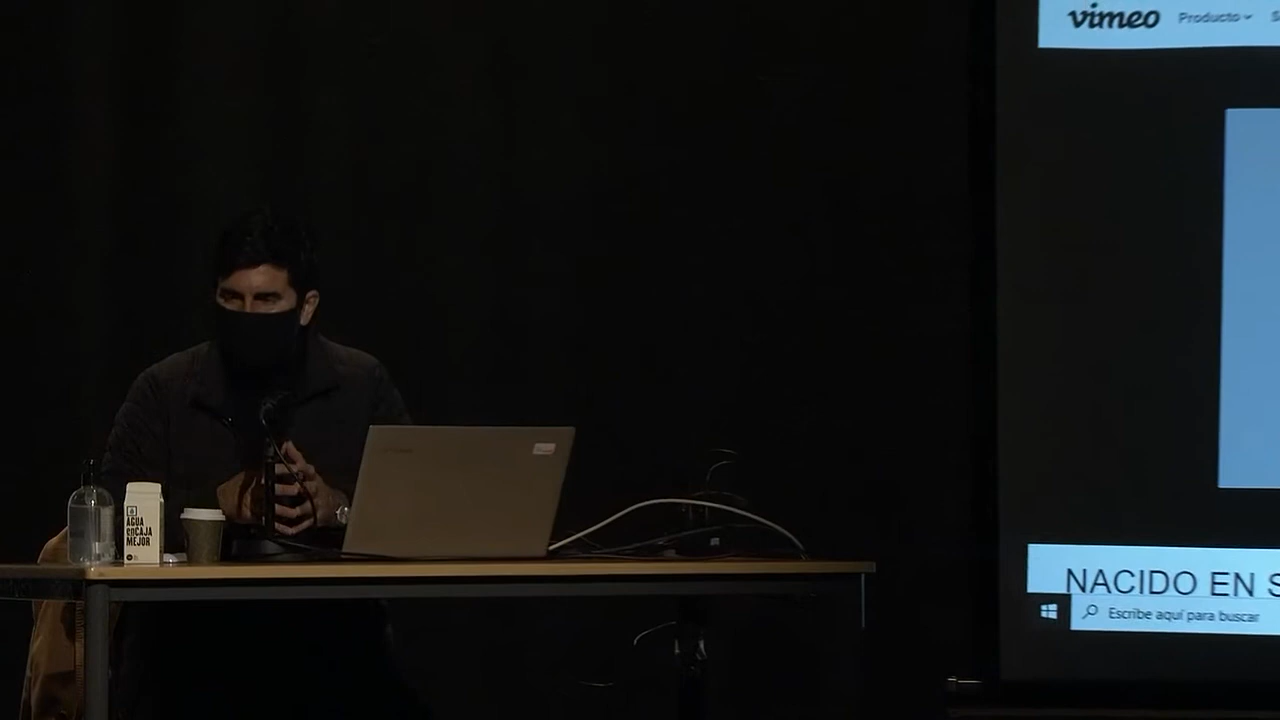 vimeo Producto
NACIDO EN S
Escribe aquí para buscar
AGUA
EN CAJA
MEJOR